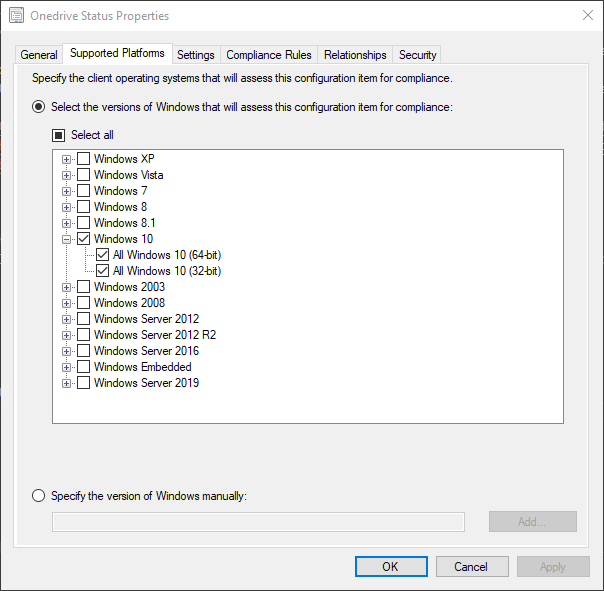 Onedrive Status Properties
General Supported Platforms Settings Compliance Rules Relationships Security
Specify the client operating systems that will assess this configuration item for compliance.
Select the versions of Windows that will assess this configuration item for compliance:
Select all
Windows XP
Windows Vista
Windows 7
Windows 8
Windows 8.1
Windows 10
All Windows 10 (64-bit)
All Windows 10 (32-bit)
Windows 2003
Windows 2008
Windows Server 2012
Windows Server 2012 R2
Windows Server 2016
Windows Embedded
Windows Server 2019
Specify the version of Windows manually:
Add...
OK Cancel Apply